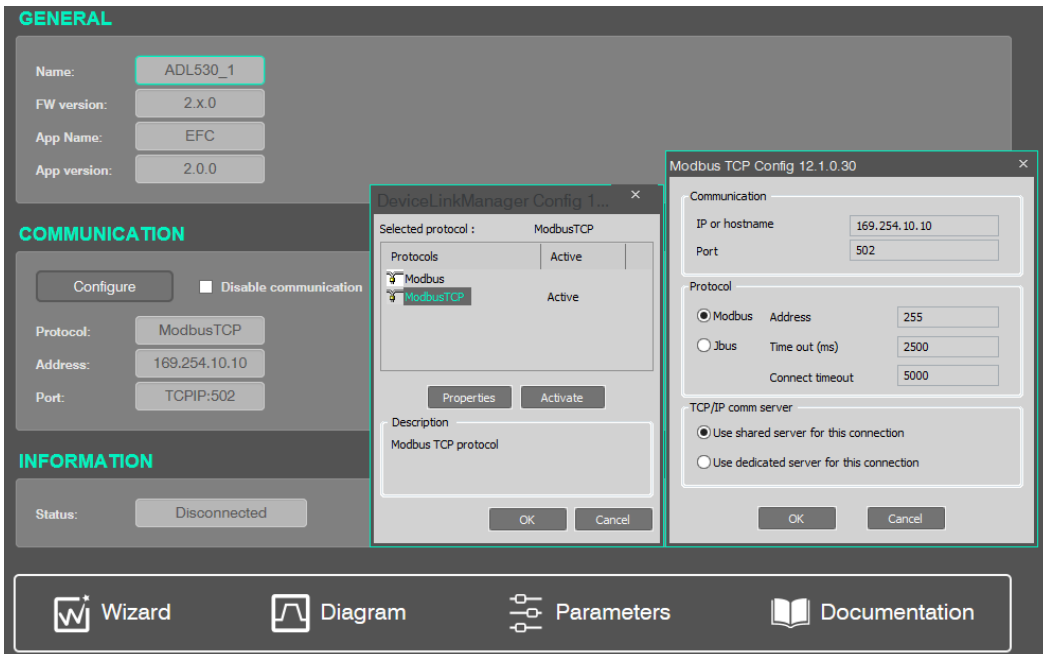 GENERAL
Name: ADL530_1
FW version: 2.x.0
App Name: EFC
App version: 2.0.0
COMMUNICATION
Configure Disable communication
Protocol: ModbusTCP
Address: 169.254.10.10
Port: TCPIP:502
INFORMATION
Status: Disconnected
DeviceLinkManager Config 1... ×
Selected protocol : ModbusTCP
Protocols Active
Modbus
ModbusTCP Active
Properties Activate
Description
Modbus TCP protocol
OK Cancel
Modbus TCP Config 12.1.0.30 ×
Communication
IP or hostname 169.254.10.10
Port 502
Protocol
Modbus Address 255
Jbus Time out (ms) 2500
Connect timeout 5000
TCP/IP comm server
Use shared server for this connection
Use dedicated server for this connection
OK Cancel
Wizard Diagram Parameters Documentation